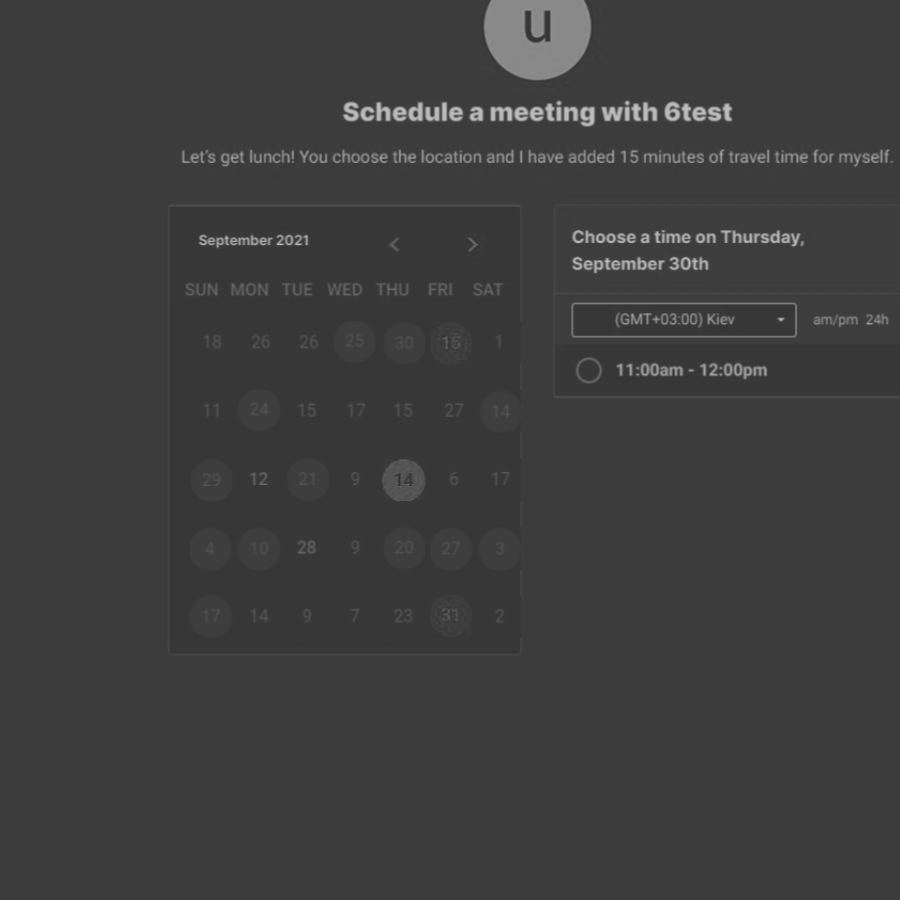 u
Schedule a meeting with 6test
Let's get lunch! You choose the location and I have added 15 minutes of travel time for myself.
September 2021
SUN MON TUE WED THU FRI SAT
18 26 26 25 30 15 1
11 24 15 17 15 27 14
29 12 21 9 14 6 17
4 10 28 9 20 27 3
17 14 9 7 23 31 2
Choose a time on Thursday,
September 30th
(GMT+03:00) Kiev am/pm 24h
11:00am - 12:00pm